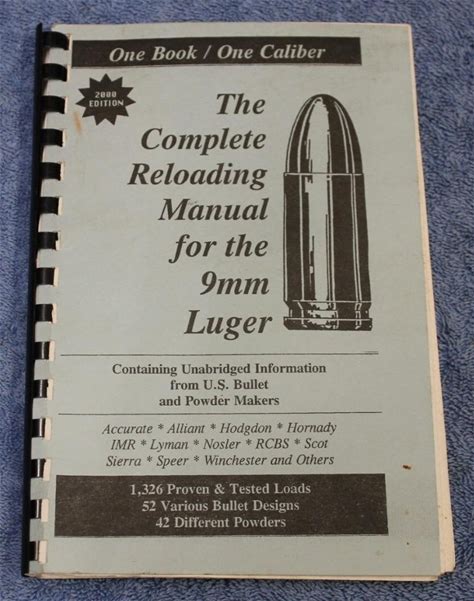 One Book / One Caliber
2000
EDITION
The
Complete
Reloading
Manual
for the
9mm
Luger
Containing Unabridged Information
from U.S. Bullet
and Powder Makers
Accurate * Alliant * Hodgdon * Hornady
IMR * Lyman * Nosler * RCBS * Scot
Sierra * Speer * Winchester and Others
1,326 Proven & Tested Loads
52 Various Bullet Designs
42 Different Powders